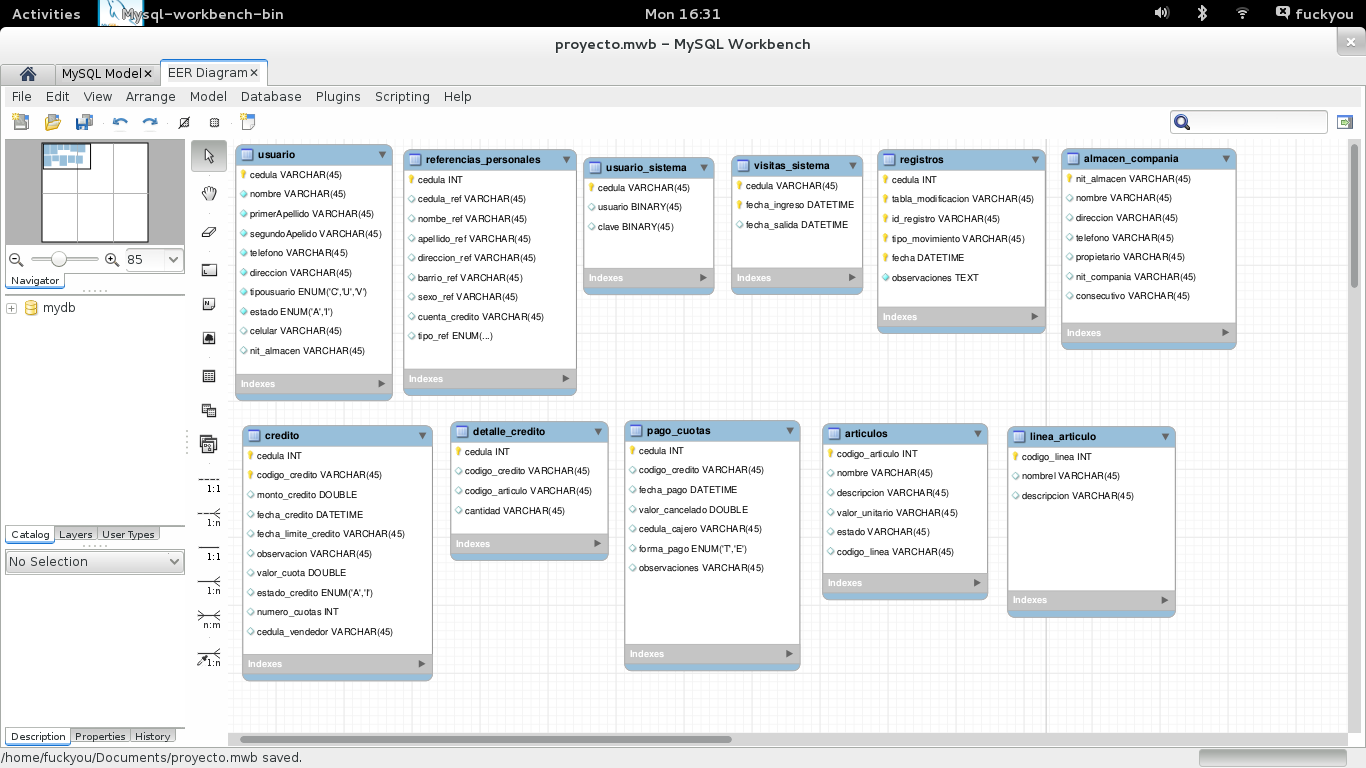 Activities Mysql-workbench-bin Mon 16:31 fuckyou
proyecto.mwb - MySQL Workbench
MySQL Model EER Diagram
File Edit View Arrange Model Database Plugins Scripting Help
85
Navigator
mydb
Catalog Layers User Types
No Selection
Description Properties History
1:1
1:n
1:1
1:n
n:m
1:n
usuario
cedula VARCHAR(45)
nombre VARCHAR(45)
primerApellido VARCHAR(45)
segundoApelido VARCHAR(45)
telefono VARCHAR(45)
direccion VARCHAR(45)
tipousuario ENUM('C','U','V')
estado ENUM('A','I')
celular VARCHAR(45)
nit_almacen VARCHAR(45)
Indexes
referencias_personales
cedula INT
cedula_ref VARCHAR(45)
nombe_ref VARCHAR(45)
apellido_ref VARCHAR(45)
direccion_ref VARCHAR(45)
barrio_ref VARCHAR(45)
sexo_ref VARCHAR(45)
cuenta_credito VARCHAR(45)
tipo_ref ENUM(...)
Indexes
usuario_sistema
cedula VARCHAR(45)
usuario BINARY(45)
clave BINARY(45)
Indexes
visitas_sistema
cedula VARCHAR(45)
fecha_ingreso DATETIME
fecha_salida DATETIME
Indexes
registros
cedula INT
tabla_modificacion VARCHAR(45)
id_registro VARCHAR(45)
tipo_movimiento VARCHAR(45)
fecha DATETIME
observaciones TEXT
Indexes
almacen_compania
nit_almacen VARCHAR(45)
nombre VARCHAR(45)
direccion VARCHAR(45)
telefono VARCHAR(45)
propietario VARCHAR(45)
nit_compania VARCHAR(45)
consecutivo VARCHAR(45)
Indexes
credito
cedula INT
codigo_credito VARCHAR(45)
monto_credito DOUBLE
fecha_credito DATETIME
fecha_limite_credito VARCHAR(45)
observacion VARCHAR(45)
valor_cuota DOUBLE
estado_credito ENUM('A','I')
numero_cuotas INT
cedula_vendedor VARCHAR(45)
Indexes
detalle_credito
cedula INT
codigo_credito VARCHAR(45)
codigo_articulo VARCHAR(45)
cantidad VARCHAR(45)
Indexes
pago_cuotas
cedula INT
codigo_credito VARCHAR(45)
fecha_pago DATETIME
valor_cancelado DOUBLE
cedula_cajero VARCHAR(45)
forma_pago ENUM('T','E')
observaciones VARCHAR(45)
Indexes
articulos
codigo_articulo INT
nombre VARCHAR(45)
descripcion VARCHAR(45)
valor_unitario VARCHAR(45)
estado VARCHAR(45)
codigo_linea VARCHAR(45)
Indexes
linea_articulo
codigo_linea INT
nombrel VARCHAR(45)
descripcion VARCHAR(45)
Indexes
/home/fuckyou/Documents/proyecto.mwb saved.